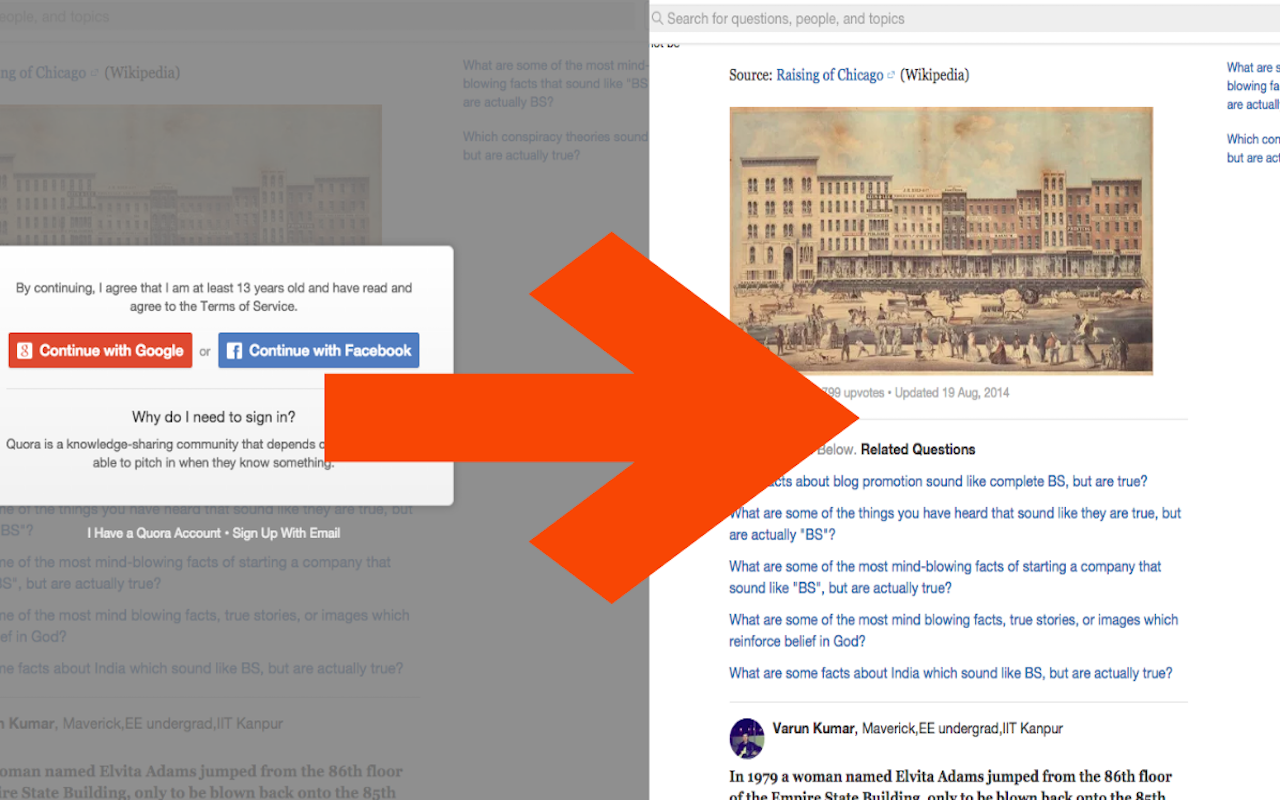 eople, and topics
ng of Chicago (Wikipedia)
What are some of the most mind-
blowing facts that sound like "BS
are actually BS?
Which conspiracy theories sound
but are actually true?
By continuing, I agree that I am at least 13 years old and have read and
agree to the Terms of Service.
Continue with Google or Continue with Facebook
Why do I need to sign in?
Quora is a knowledge-sharing community that depends
able to pitch in when they know something.
me of the things you have heard that sound like they are true, but
BS"?
I Have a Quora Account • Sign Up With Email
me of the most mind-blowing facts of starting a company that
BS", but are actually true?
me of the most mind blowing facts, true stories, or images which
ef in God?
me facts about India which sound like BS, but are actually true?
n Kumar, Maverick,EE undergrad,IIT Kanpur
oman named Elvita Adams jumped from the 86th floor
ire State Building, only to be blown back onto the 85th
Search for questions, people, and topics
not be
Source: Raising of Chicago (Wikipedia)
What are s
blowing fa
are actuall
Which con
but are act
799 upvotes • Updated 19 Aug, 2014
Below. Related Questions
cts about blog promotion sound like complete BS, but are true?
What are some of the things you have heard that sound like they are true, but
are actually "BS"?
What are some of the most mind-blowing facts of starting a company that
sound like "BS", but are actually true?
What are some of the most mind blowing facts, true stories, or images which
reinforce belief in God?
What are some facts about India which sound like BS, but are actually true?
Varun Kumar, Maverick,EE undergrad,IIT Kanpur
In 1979 a woman named Elvita Adams jumped from the 86th floor
of the Empire State Building, only to be blown back onto the 85th